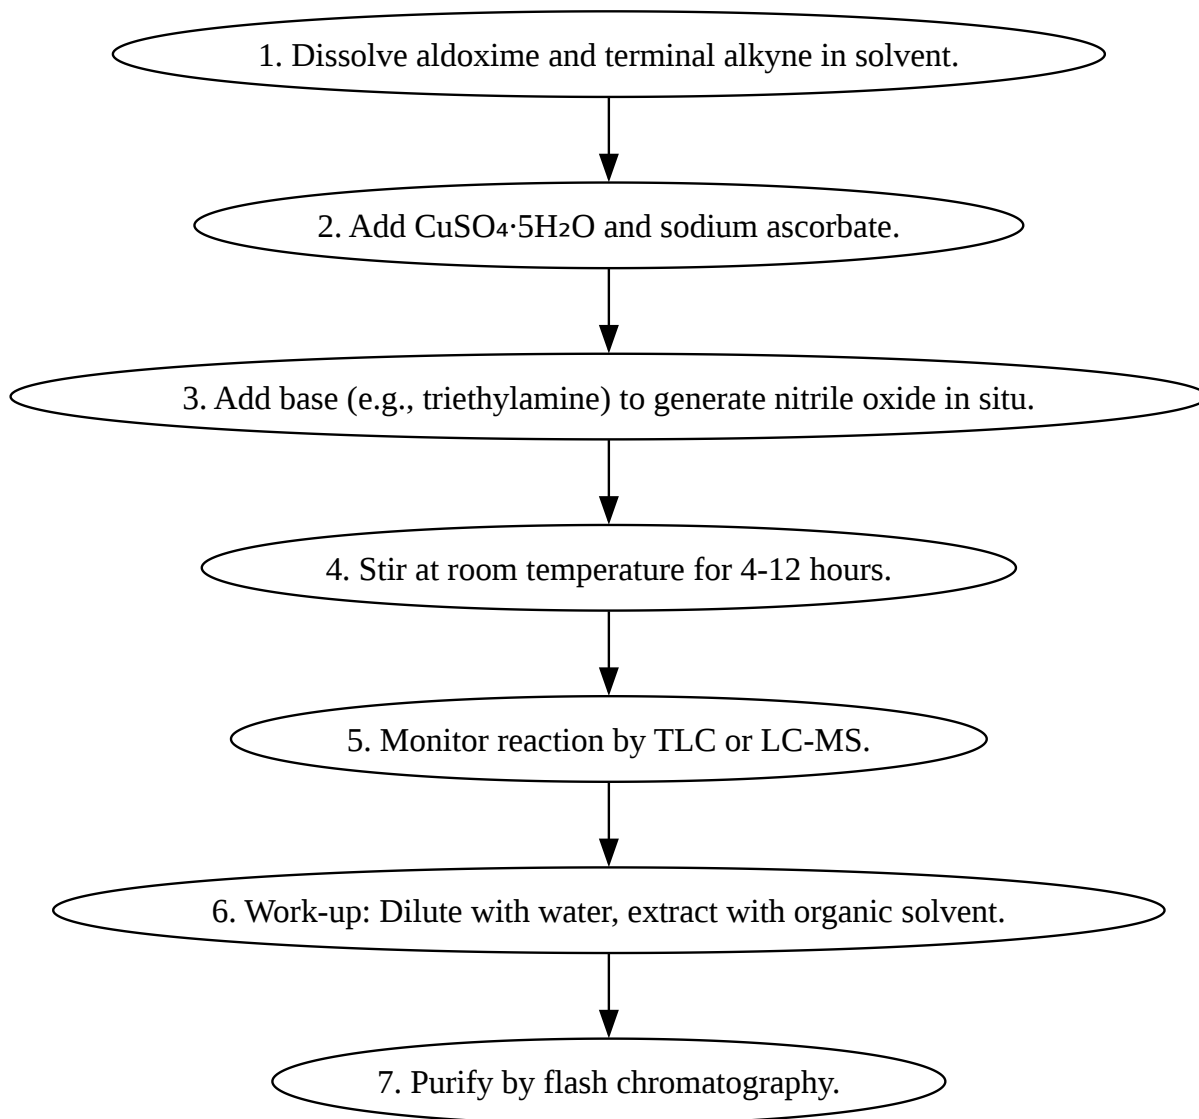 1. Dissolve aldoxime and terminal alkyne in solvent.
2. Add CuSO₄·5H₂O and sodium ascorbate.
3. Add base (e.g., triethylamine) to generate nitrile oxide in situ.
4. Stir at room temperature for 4-12 hours.
5. Monitor reaction by TLC or LC-MS.
6. Work-up: Dilute with water, extract with organic solvent.
7. Purify by flash chromatography.